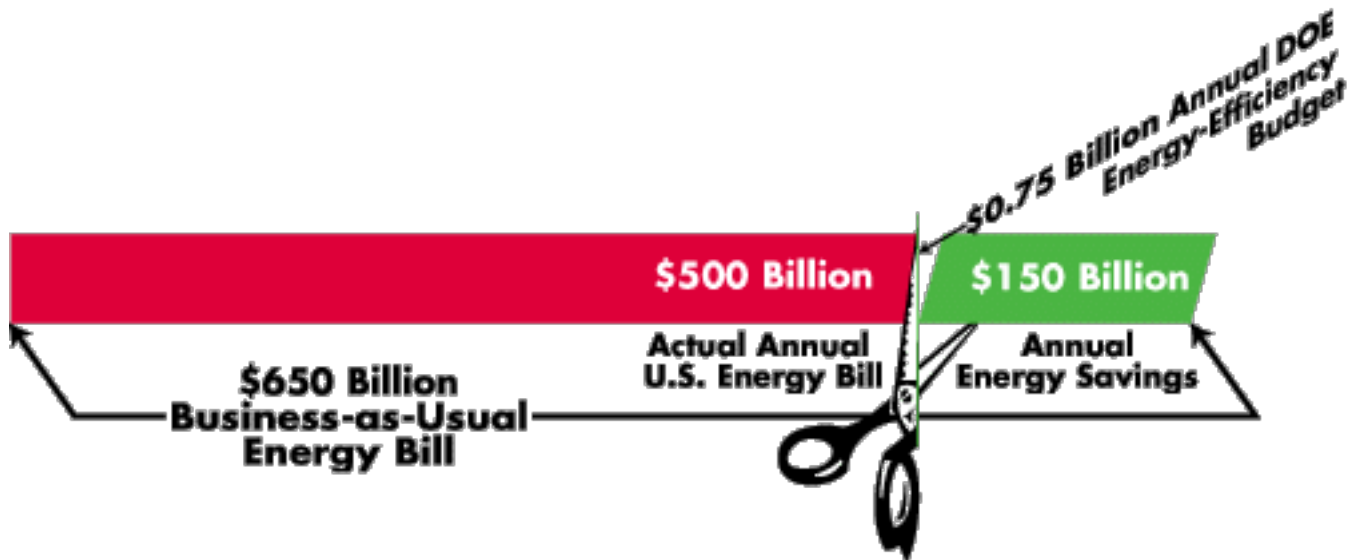 $0.75 Billion Annual DOE
Energy-Efficiency
Budget
$500 Billion
$150 Billion
Actual Annual
U.S. Energy Bill
Annual
Energy Savings
$650 Billion
Business-as-Usual
Energy Bill